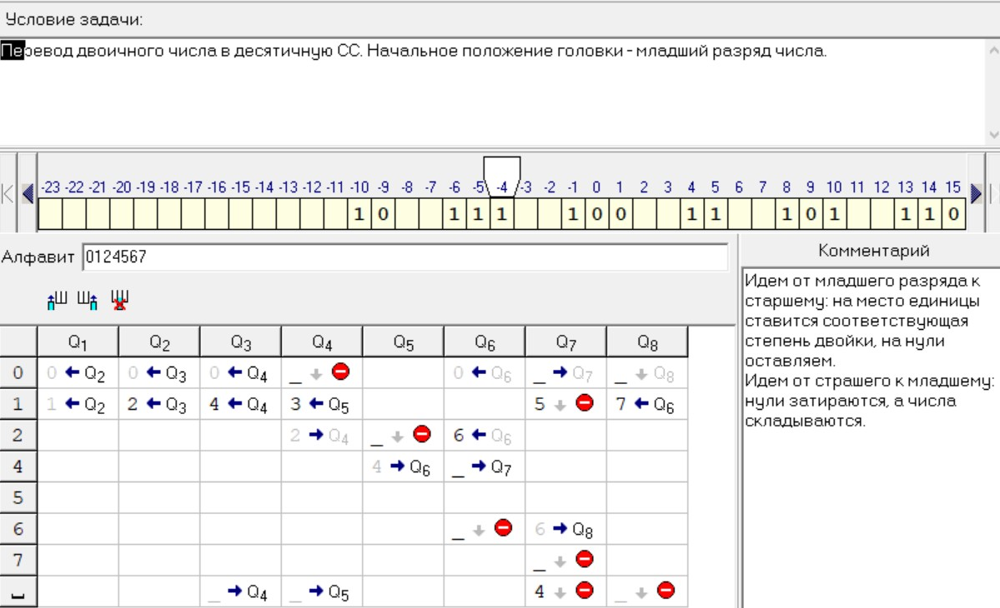 Условие задачи:
Перевод двоичного числа в десятичную СС. Начальное положение головки - младший разряд числа.
-23 -22 -21 -20 -19 -18 -17 -16 -15 -14 -13 -12 -11 -10 -9 -8 -7 -6 -5 -4 -3 -2 -1 0 1 2 3 4 5 6 7 8 9 10 11 12 13 14 15
1 0 1 1 1 1 0 0 1 1 1 0 1 1 1 0
Алфавит 0124567
Комментарий
Идем от младшего разряда к
старшему: на место единицы
ставится соответствующая
степень двойки, на нули
оставляем.
Идем от страшего к младшему:
нули затираются, а числа
складываются.
Q1 Q2 Q3 Q4 Q5 Q6 Q7 Q8
0 0 ← Q2 0 ← Q3 0 ← Q4 _ ↓ 0 ← Q6 _ → Q7 _ ↓ Q8
1 1 ← Q2 2 ← Q3 4 ← Q4 3 ← Q5 5 ↓ 7 ← Q6
2 2 → Q4 _ ↓ 6 ← Q6
4 4 → Q6 _ → Q7
5
6 _ ↓ 6 → Q8
7 _ ↓
_ → Q4 _ → Q5 4 ↓ _ ↓